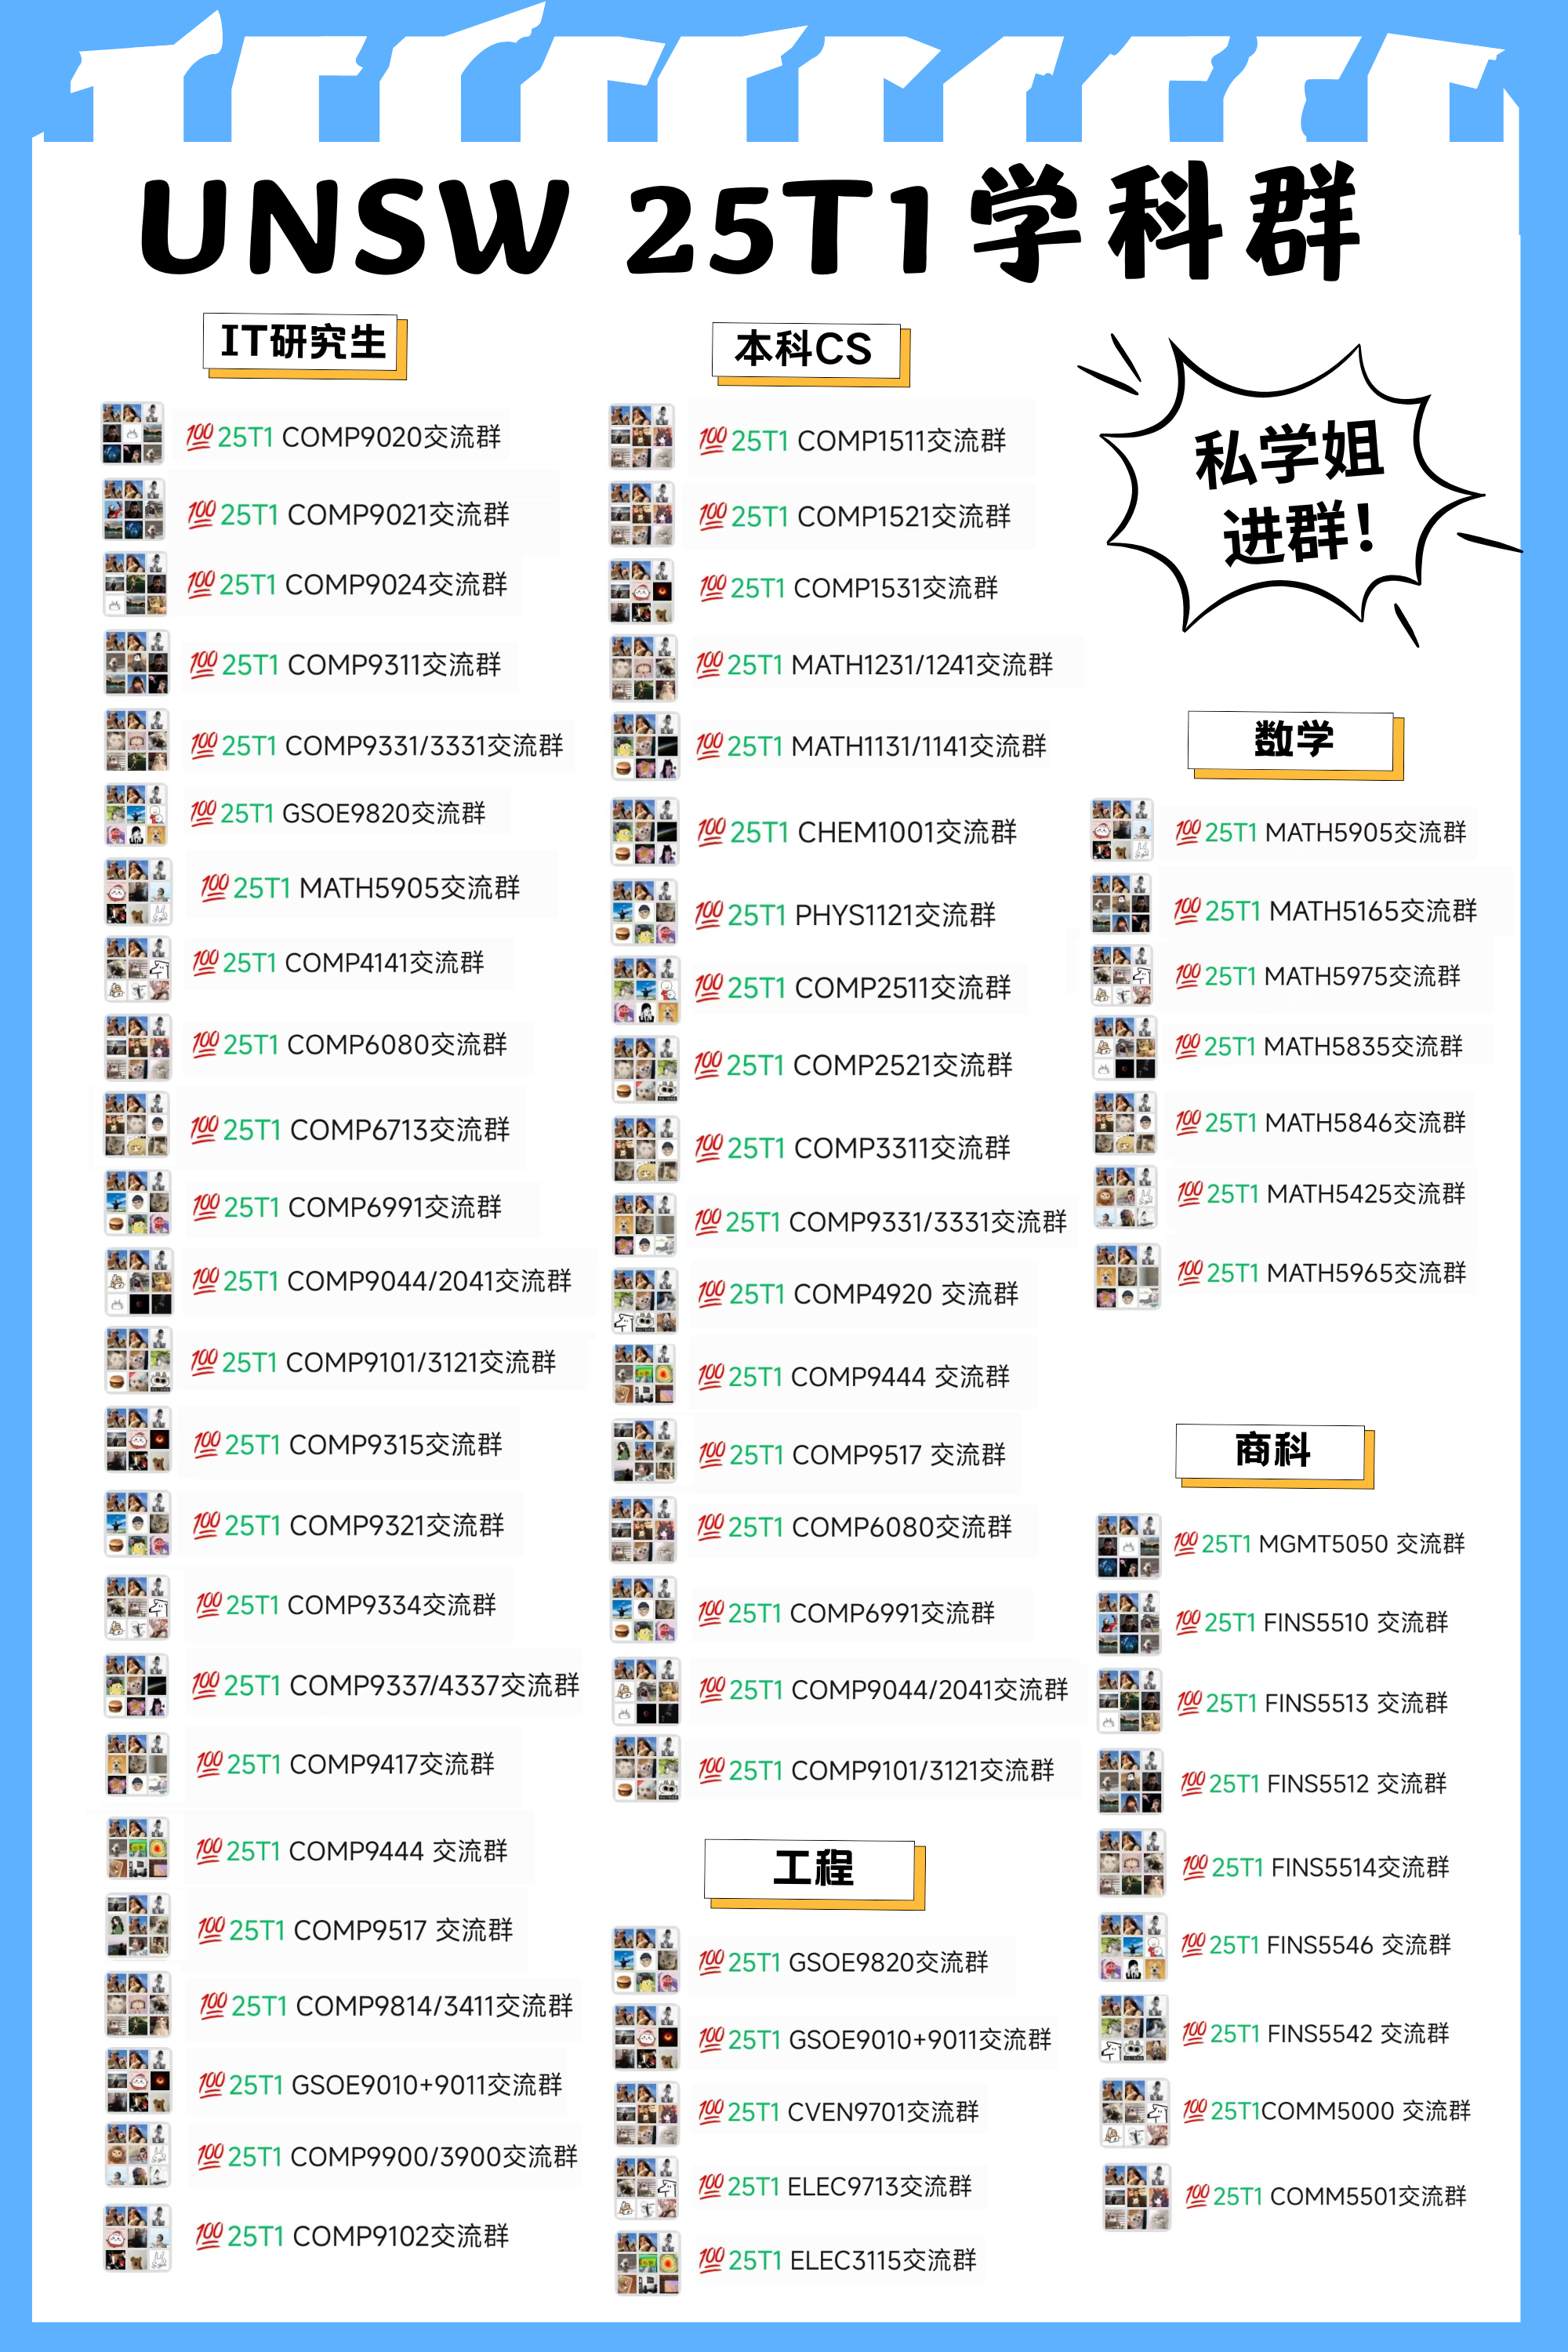 UNSW 25T1学科群
IT研究生
💯25T1 COMP9020交流群
💯25T1 COMP9021交流群
💯25T1 COMP9024交流群
💯25T1 COMP9311交流群
💯25T1 COMP9331/3331交流群
💯25T1 GSOE9820交流群
💯25T1 MATH5905交流群
💯25T1 COMP4141交流群
💯25T1 COMP6080交流群
💯25T1 COMP6713交流群
💯25T1 COMP6991交流群
💯25T1 COMP9044/2041交流群
💯25T1 COMP9101/3121交流群
💯25T1 COMP9315交流群
💯25T1 COMP9321交流群
💯25T1 COMP9334交流群
💯25T1 COMP9337/4337交流群
💯25T1 COMP9417交流群
💯25T1 COMP9444 交流群
💯25T1 COMP9517 交流群
💯25T1 COMP9814/3411交流群
💯25T1 GSOE9010+9011交流群
💯25T1 COMP9900/3900交流群
💯25T1 COMP9102交流群
本科CS
💯25T1 COMP1511交流群
💯25T1 COMP1521交流群
💯25T1 COMP1531交流群
💯25T1 MATH1231/1241交流群
💯25T1 MATH1131/1141交流群
💯25T1 CHEM1001交流群
💯25T1 PHYS1121交流群
💯25T1 COMP2511交流群
💯25T1 COMP2521交流群
💯25T1 COMP3311交流群
💯25T1 COMP9331/3331交流群
💯25T1 COMP4920 交流群
💯25T1 COMP9444 交流群
💯25T1 COMP9517 交流群
💯25T1 COMP6080交流群
💯25T1 COMP6991交流群
💯25T1 COMP9044/2041交流群
💯25T1 COMP9101/3121交流群
工程
💯25T1 GSOE9820交流群
💯25T1 GSOE9010+9011交流群
💯25T1 CVEN9701交流群
💯25T1 ELEC9713交流群
💯25T1 ELEC3115交流群
私学姐
进群！
数学
💯25T1 MATH5905交流群
💯25T1 MATH5165交流群
💯25T1 MATH5975交流群
💯25T1 MATH5835交流群
💯25T1 MATH5846交流群
💯25T1 MATH5425交流群
💯25T1 MATH5965交流群
商科
💯25T1 MGMT5050 交流群
💯25T1 FINS5510 交流群
💯25T1 FINS5513 交流群
💯25T1 FINS5512 交流群
💯25T1 FINS5514交流群
💯25T1 FINS5546 交流群
💯25T1 FINS5542 交流群
💯25T1COMM5000 交流群
💯25T1 COMM5501交流群